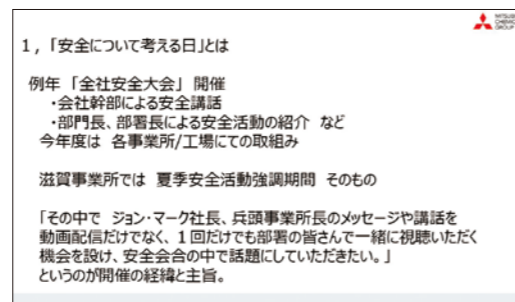 MITSUBISHI
CHEMICAL
GROUP
1，「安全について考える日」とは
例年 「全社安全大会」 開催
・会社幹部による安全講話
・部門長、部署長による安全活動の紹介 など
今年度は 各事業所/工場にての取組み
滋賀事業所では 夏季安全活動強調期間 そのもの
「その中で ジョン・マーク社長、兵頭事業所長のメッセージや講話を
動画配信だけでなく、1回だけでも部署の皆さんで一緒に視聴いただく
機会を設け、安全会合の中で話題にしていただきたい。」
というのが開催の経緯と主旨。